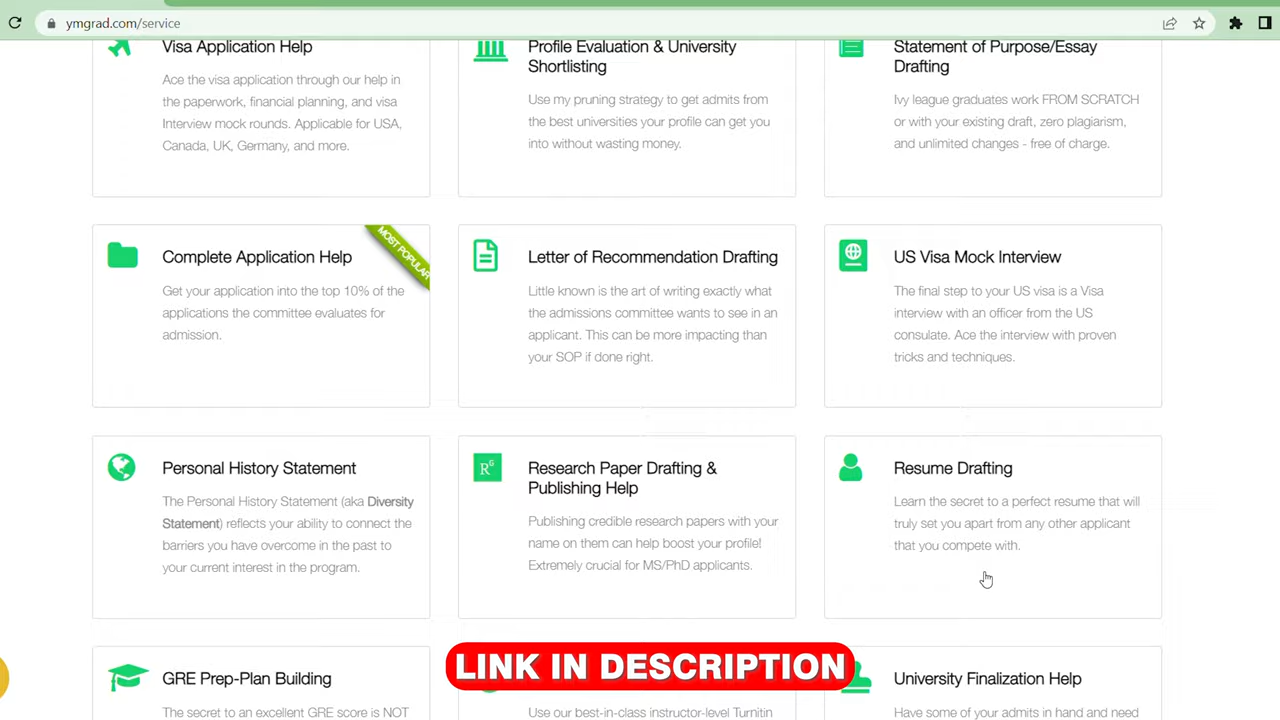 ymgrad.com/service
Visa Application Help
Ace the visa application through our help in
the paperwork, financial planning, and visa
Interview mock rounds. Applicable for USA,
Canada, UK, Germany, and more.
Profile Evaluation & University
Shortlisting
Use my pruning strategy to get admits from
the best universities your profile can get you
into without wasting money.
Statement of Purpose/Essay
Drafting
Ivy league graduates work FROM SCRATCH
or with your existing draft, zero plagiarism,
and unlimited changes - free of charge.
Complete Application Help
MOST POPULAR
Get your application into the top 10% of the
applications the committee evaluates for
admission.
Letter of Recommendation Drafting
Little known is the art of writing exactly what
the admissions committee wants to see in an
applicant. This can be more impacting than
your SOP if done right.
US Visa Mock Interview
The final step to your US visa is a Visa
interview with an officer from the US
consulate. Ace the interview with proven
tricks and techniques.
Personal History Statement
The Personal History Statement (aka Diversity
Statement) reflects your ability to connect the
barriers you have overcome in the past to
your current interest in the program.
R⁶
Research Paper Drafting &
Publishing Help
Publishing credible research papers with your
name on them can help boost your profile!
Extremely crucial for MS/PhD applicants.
Resume Drafting
Learn the secret to a perfect resume that will
truly set you apart from any other applicant
that you compete with.
GRE Prep-Plan Building
The secret to an excellent GRE score is NOT
LINK IN DESCRIPTION
Use our best-in-class instructor-level Turnitin
University Finalization Help
Have some of your admits in hand and need